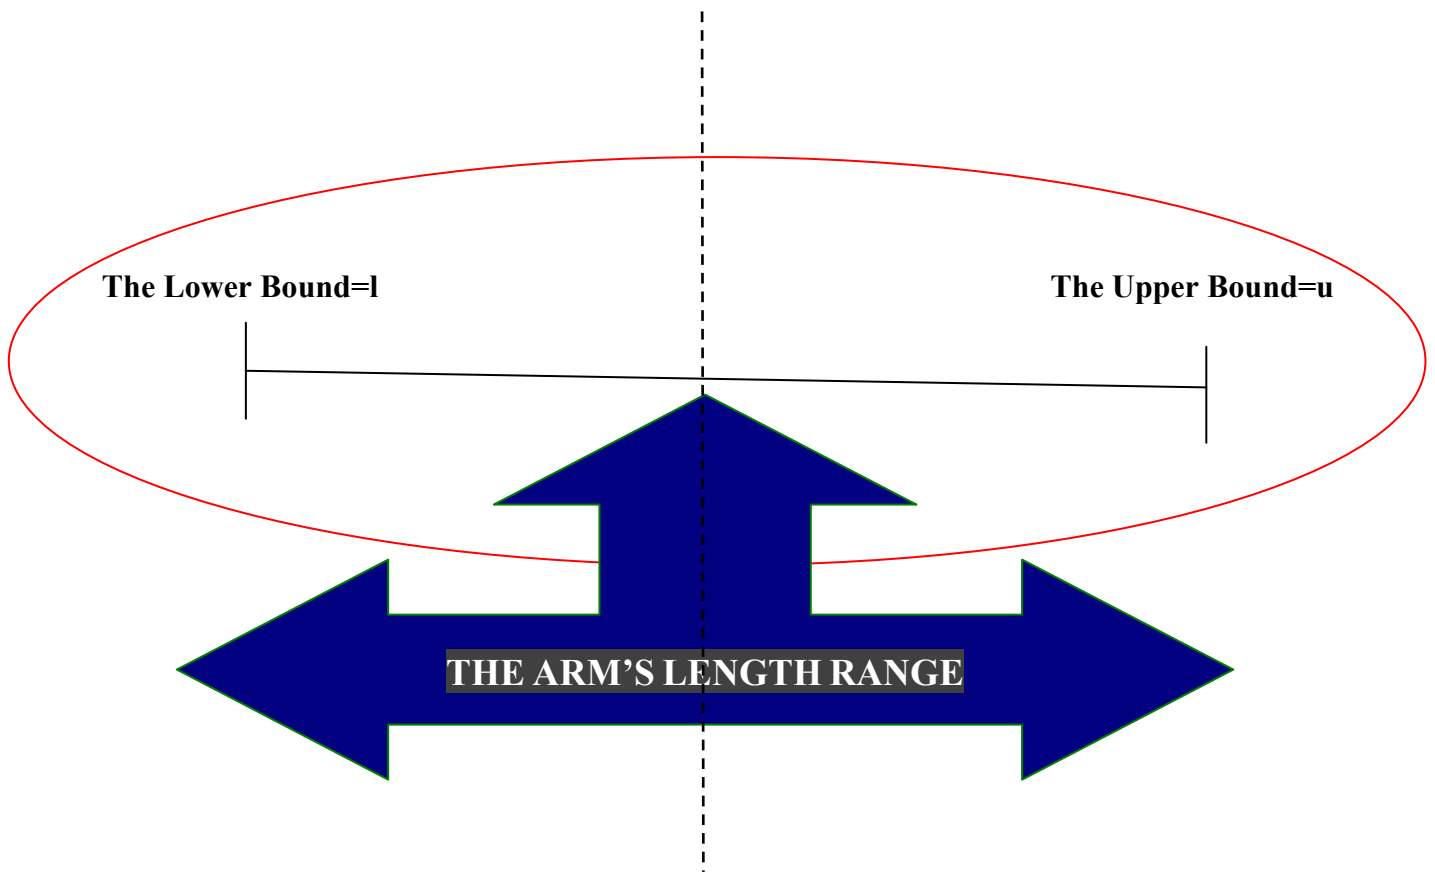 The Lower Bound=l
The Upper Bound=u
THE ARM’S LENGTH RANGE